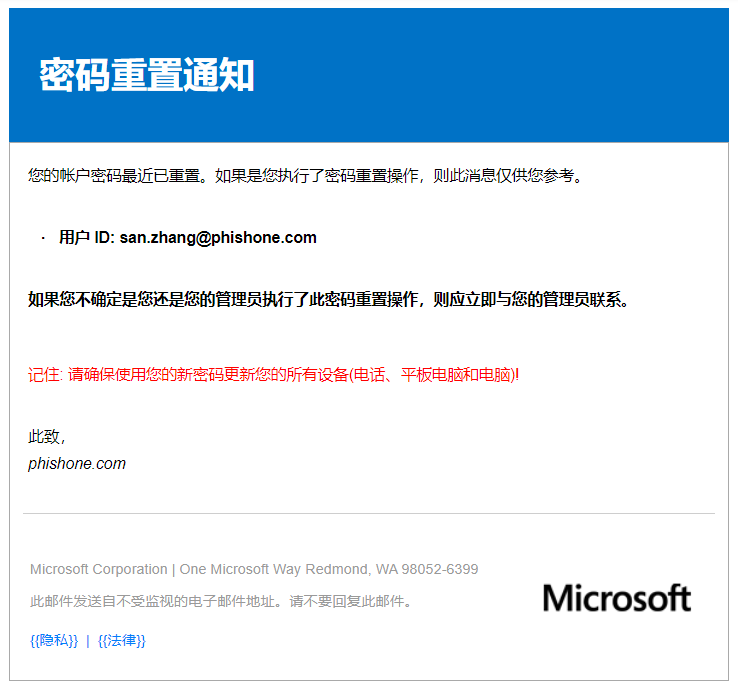 密码重置通知
您的帐户密码最近已重置。如果是您执行了密码重置操作，则此消息仅供您参考。
· 用户 ID: san.zhang@phishone.com
如果您不确定是您还是您的管理员执行了此密码重置操作，则应立即与您的管理员联系。
记住: 请确保使用您的新密码更新您的所有设备(电话、平板电脑和电脑)!
此致，
phishone.com
Microsoft Corporation | One Microsoft Way Redmond, WA 98052-6399
此邮件发送自不受监视的电子邮件地址。请不要回复此邮件。
Microsoft
{{隐私}} | {{法律}}